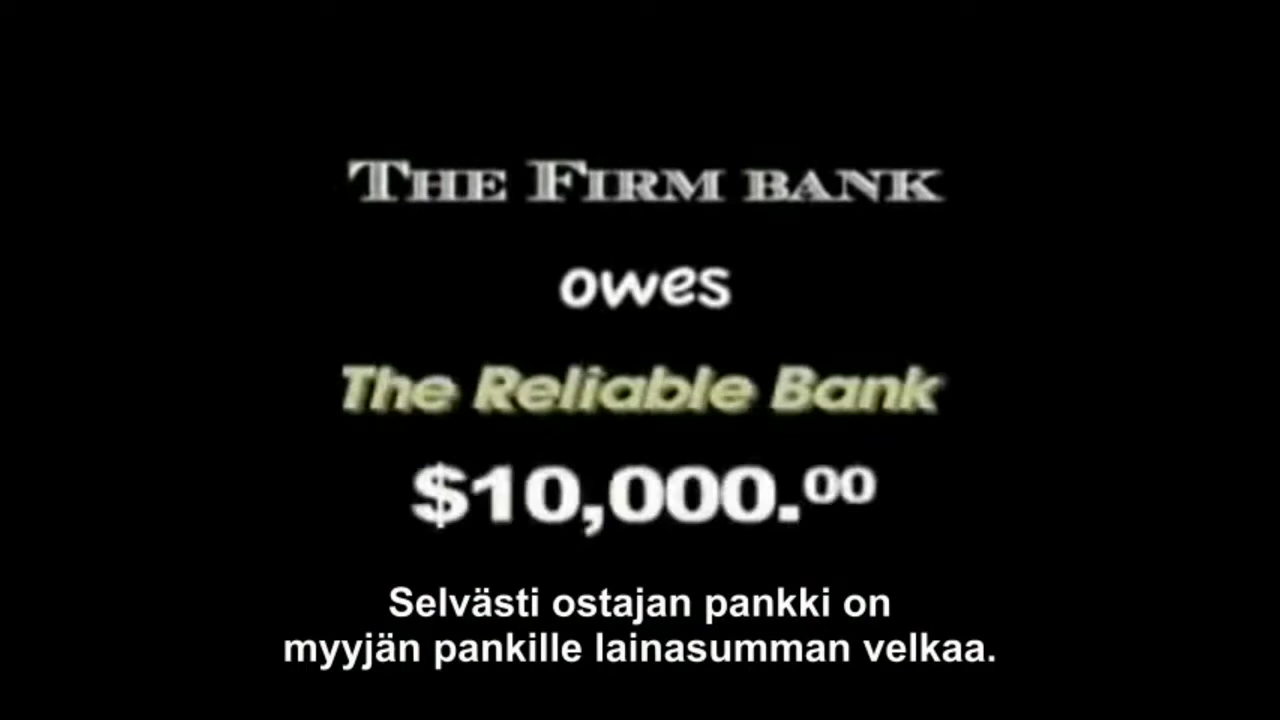 THE FIRM BANK
owes
The Reliable Bank
$10,000.00
Selvästi ostajan pankki on
myyjän pankille lainasumman velkaa.